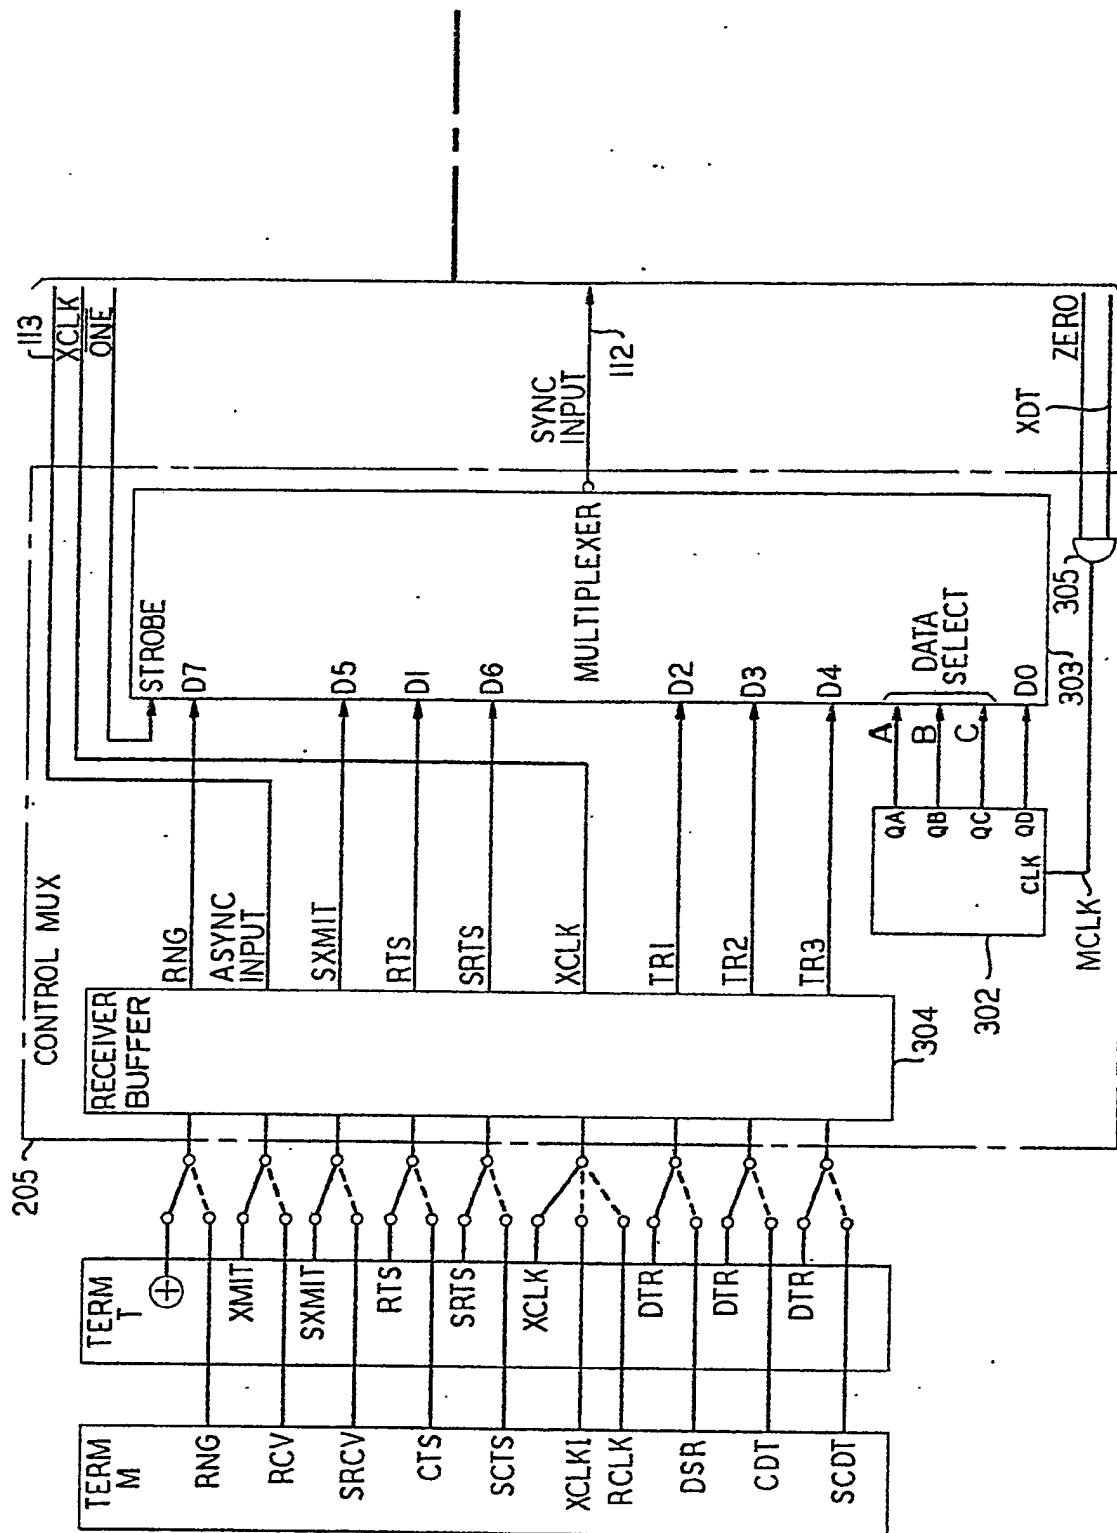 205
CONTROL MUX
113
XCLK
ONE
TERM
M
TERM
T
RECEIVER
BUFFER
STROBE
RNG
+
RNG
D7
RCV
XMIT
ASYNC
INPUT
SRCV
SXMIT
SXMIT
D5
CTS
RTS
RTS
D1
SCTS
SRTS
SRTS
D6
XCLKI
XCLK
XCLK
MULTIPLEXER
SYNC
INPUT
112
RCLK
DSR
DTR
TR1
D2
CDT
DTR
TR2
D3
SCDT
DTR
TR3
D4
304
302
QA
QB
QC
QD
CLK
A
B
C
DATA
SELECT
D0
303
MCLK
305
XDT
ZERO